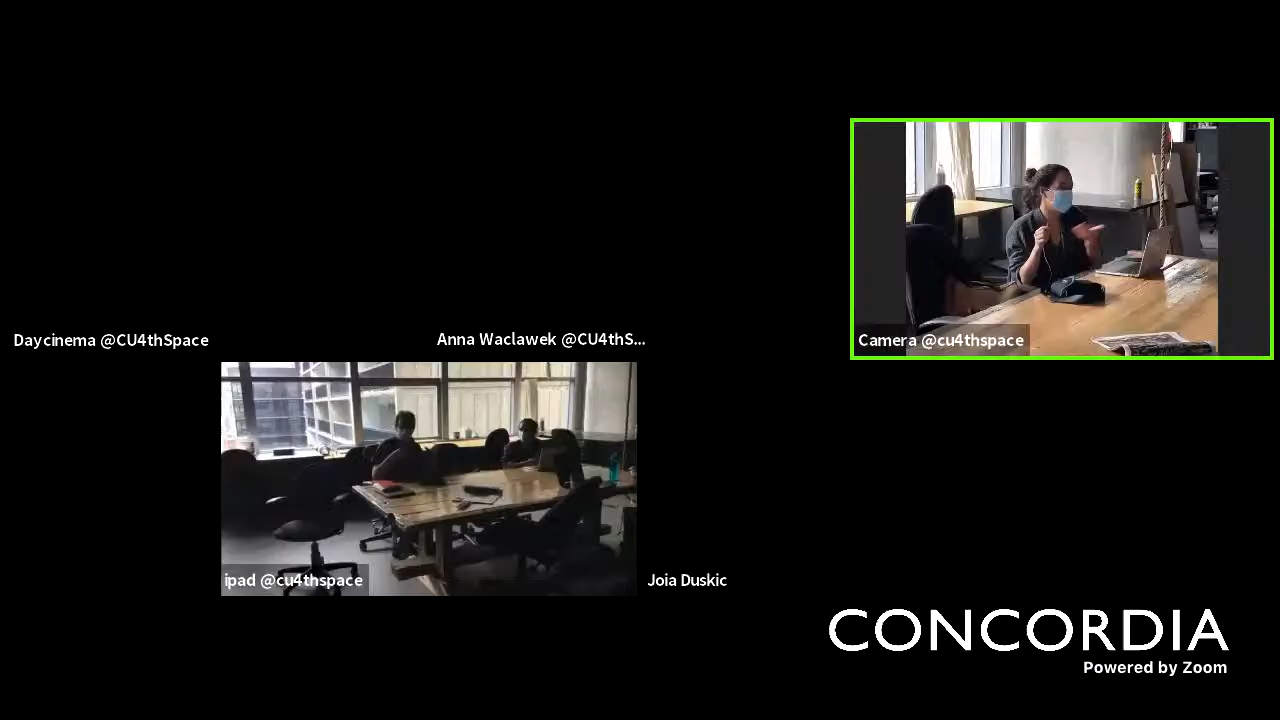 Daycinema @CU4thSpace
Anna Waclawek @CU4thS...
Camera @cu4thspace
ipad @cu4thspace
Joia Duskic
CONCORDIA
Powered by Zoom